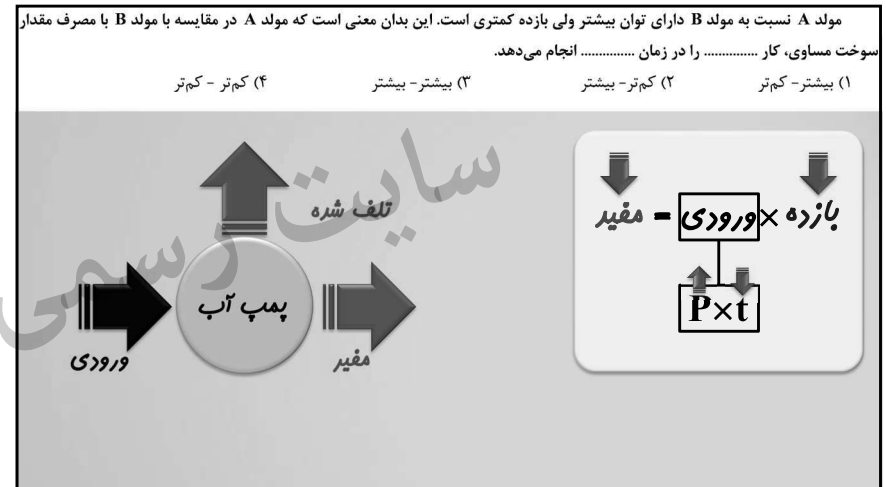 مولد A نسبت به مولد B دارای توان بیشتر ولی بازده کمتری است. این بدان معنی است که مولد A در مقایسه با مولد B با مصرف مقدار
سوخت مساوی، کار .............. را در زمان .............. انجام می‌دهد.
۱) بیشتر- کم‌تر ۲) کم‌تر- بیشتر ۳) بیشتر- بیشتر ۴) کم‌تر - کم‌تر
بازده × ورودی = مفید
P×t
تلف شده
پمپ آب
ورودی
مفید
سایت رسمی